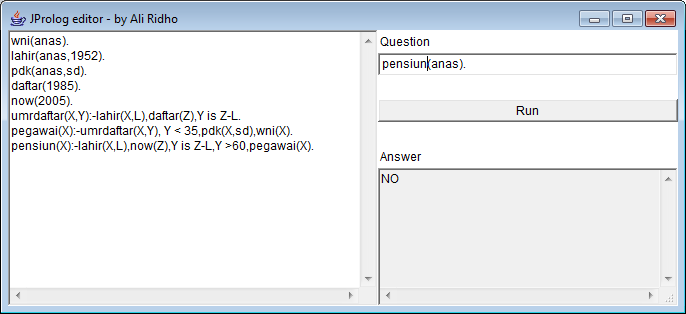 JProlog editor - by Ali Ridho
wni(anas).
lahir(anas,1952).
pdk(anas,sd).
daftar(1985).
now(2005).
umrdaftar(X,Y):-lahir(X,L),daftar(Z),Y is Z-L.
pegawai(X):-umrdaftar(X,Y), Y < 35,pdk(X,sd),wni(X).
pensiun(X):-lahir(X,L),now(Z),Y is Z-L,Y >60,pegawai(X).
Question
pensiun(anas).
Run
Answer
NO